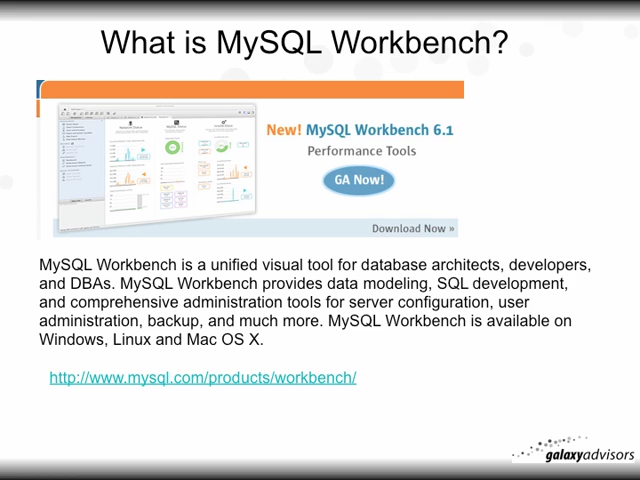 What is MySQL Workbench?
New! MySQL Workbench 6.1
Performance Tools
GA Now!
Download Now »
MySQL Workbench is a unified visual tool for database architects, developers,
and DBAs. MySQL Workbench provides data modeling, SQL development,
and comprehensive administration tools for server configuration, user
administration, backup, and much more. MySQL Workbench is available on
Windows, Linux and Mac OS X.
http://www.mysql.com/products/workbench/
galaxyadvisors